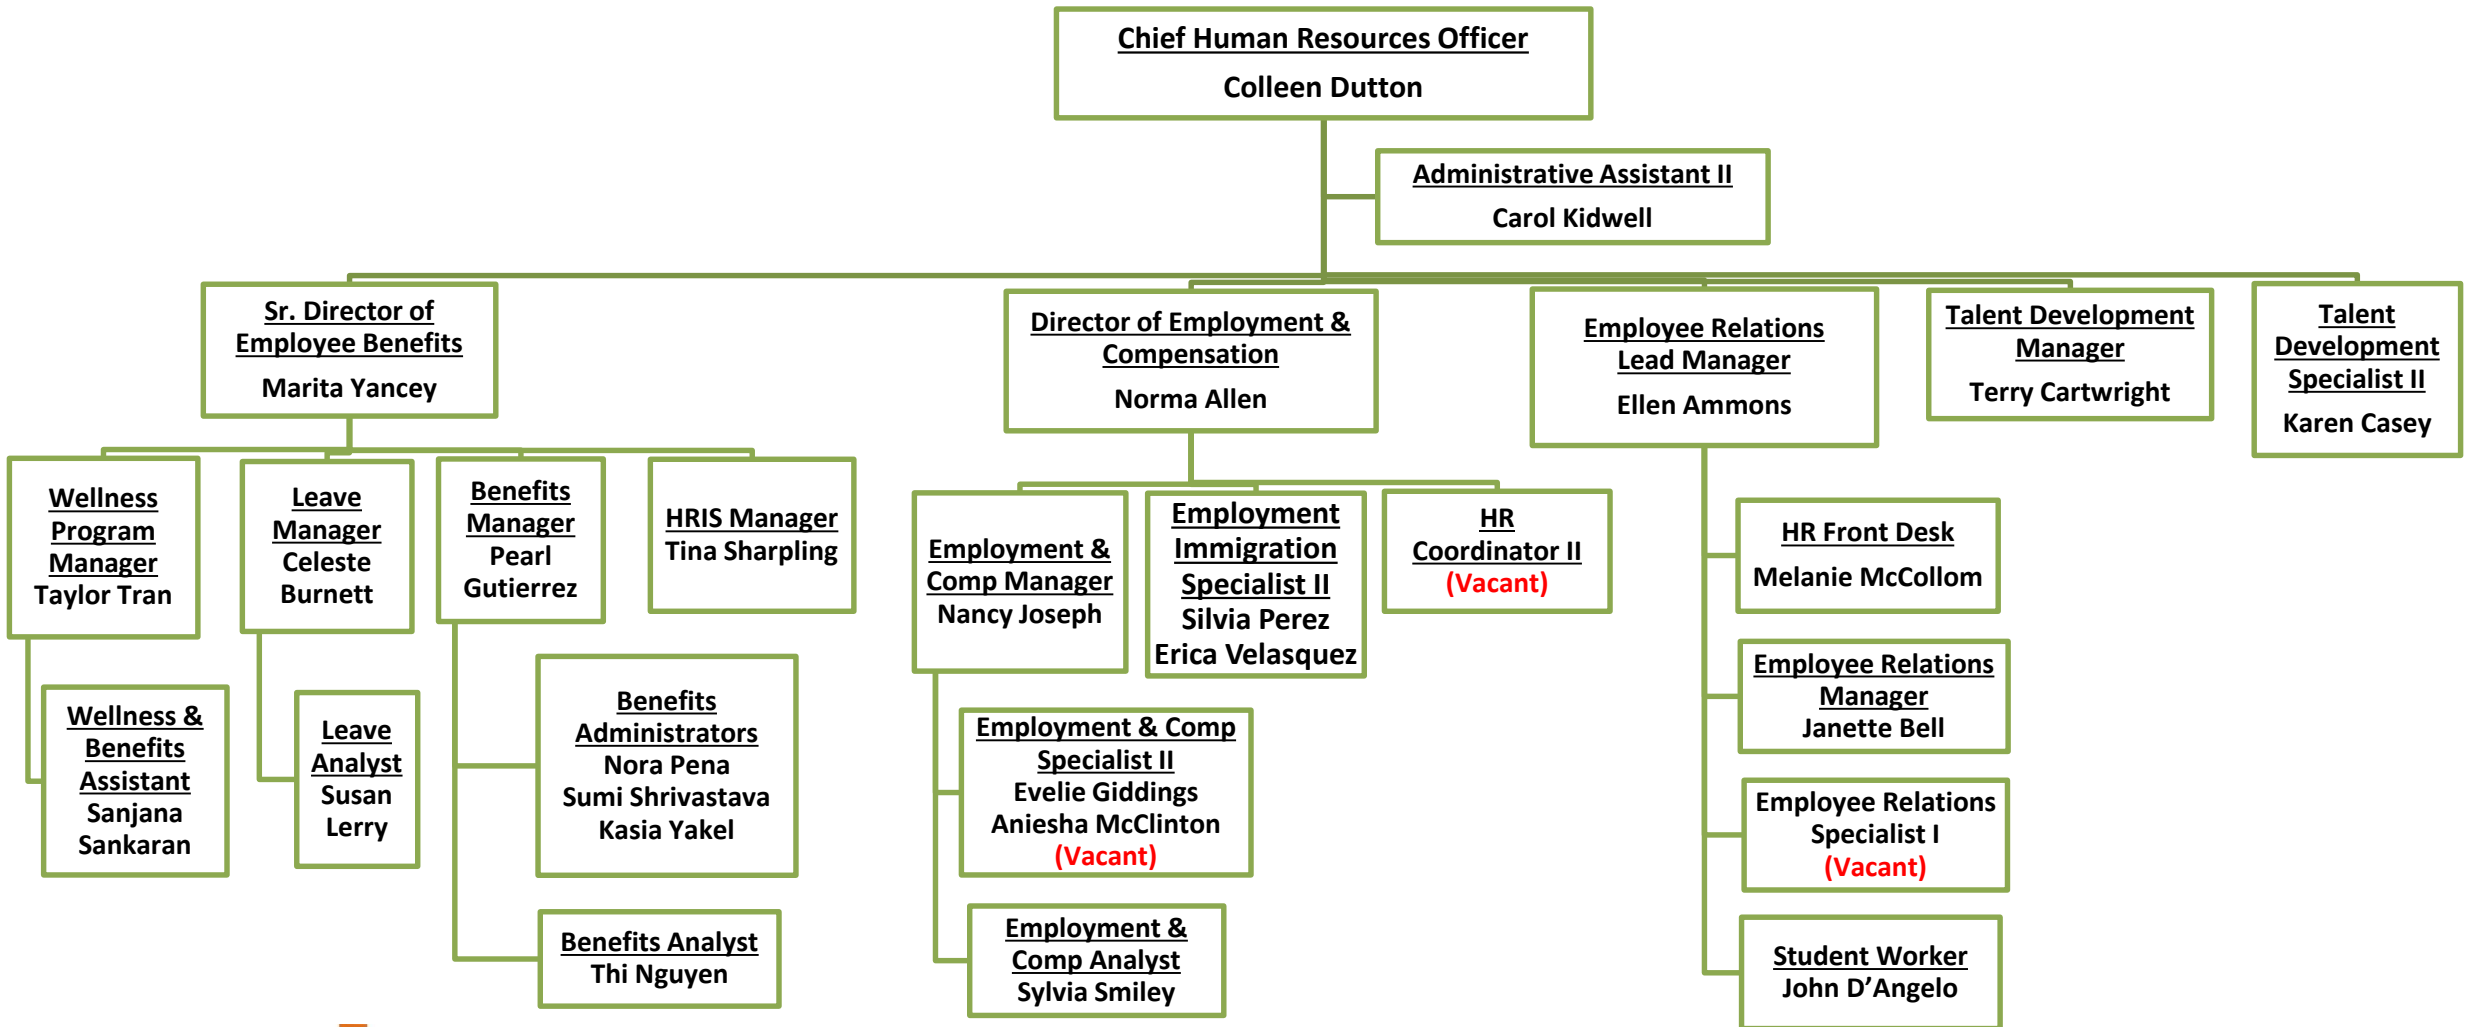 Chief Human Resources Officer
Colleen Dutton
Administrative Assistant II
Carol Kidwell
Sr. Director of
Employee Benefits
Marita Yancey
Director of Employment &
Compensation
Norma Allen
Employee Relations
Lead Manager
Ellen Ammons
Talent Development
Manager
Terry Cartwright
Talent
Development
Specialist II
Karen Casey
Wellness
Program
Manager
Taylor Tran
Leave
Manager
Celeste
Burnett
Benefits
Manager
Pearl
Gutierrez
HRIS Manager
Tina Sharpling
Employment &
Comp Manager
Nancy Joseph
Employment
Immigration
Specialist II
Silvia Perez
Erica Velasquez
HR
Coordinator II
(Vacant)
HR Front Desk
Melanie McCollom
Wellness &
Benefits
Assistant
Sanjana
Sankaran
Leave
Analyst
Susan
Lerry
Benefits
Administrators
Nora Pena
Sumi Shrivastava
Kasia Yakel
Benefits Analyst
Thi Nguyen
Employment & Comp
Specialist II
Evelie Giddings
Aniesha McClinton
(Vacant)
Employment &
Comp Analyst
Sylvia Smiley
Employee Relations
Manager
Janette Bell
Employee Relations
Specialist I
(Vacant)
Student Worker
John D’Angelo